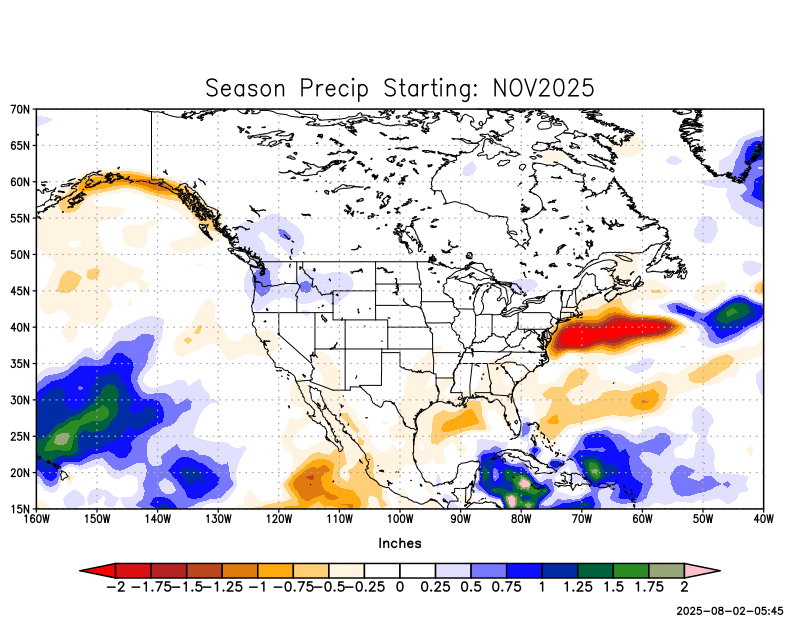 Season Precip Starting: NOV2025
70N
65N
60N
55N
50N
45N
40N
35N
30N
25N
20N
15N
160W 150W 140W 130W 120W 110W 100W 90W 80W 70W 60W 50W 40W
Inches
-2 -1.75 -1.5 -1.25 -1 -0.75 -0.5 -0.25 0 0.25 0.5 0.75 1 1.25 1.5 1.75 2
2025-08-02-05:45